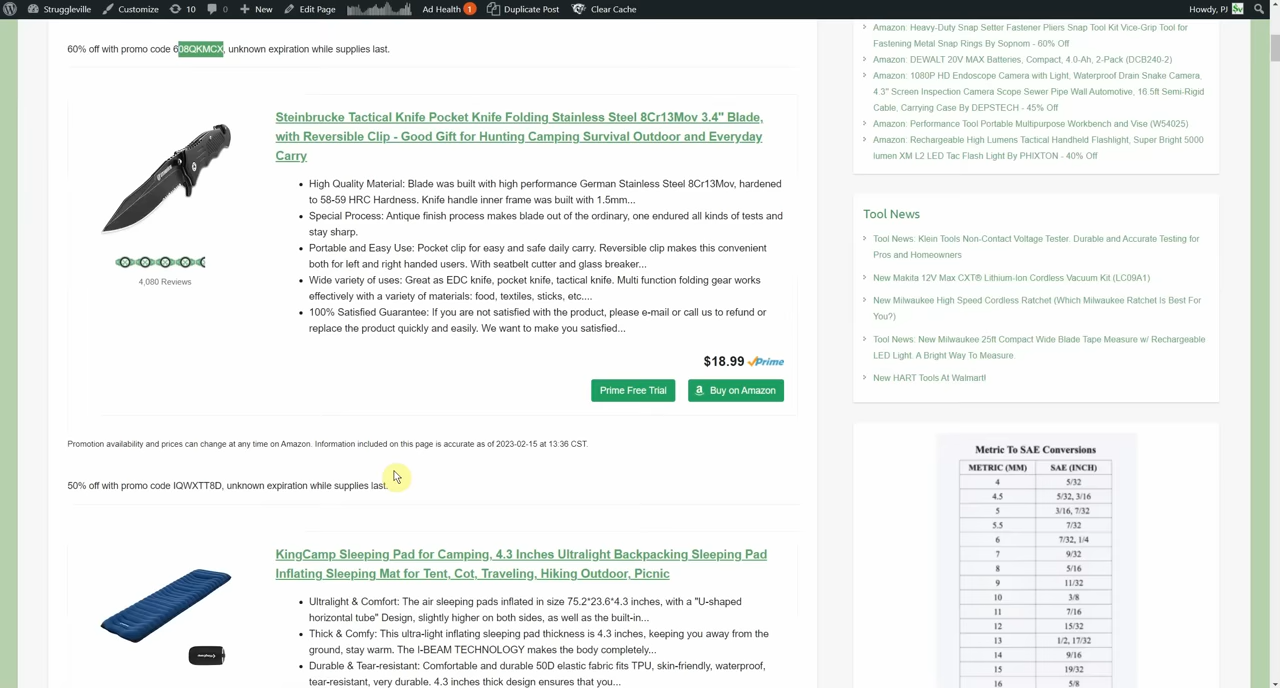 Struggleville
Customize
10
0
New
Edit Page
Ad Health 1
Duplicate Post
Clear Cache
Howdy, PJ
60% off with promo code 608QKMCX, unknown expiration while supplies last.
Steinbrucke Tactical Knife Pocket Knife Folding Stainless Steel 8Cr13Mov 3.4" Blade,
with Reversible Clip - Good Gift for Hunting Camping Survival Outdoor and Everyday
Carry
High Quality Material: Blade was built with high performance German Stainless Steel 8Cr13Mov, hardened
to 58-59 HRC Hardness. Knife handle inner frame was built with 1.5mm...
Special Process: Antique finish process makes blade out of the ordinary, one endured all kinds of tests and
stay sharp.
Portable and Easy Use: Pocket clip for easy and safe daily carry. Reversible clip makes this convenient
both for left and right handed users. With seatbelt cutter and glass breaker...
Wide variety of uses: Great as EDC knife, pocket knife, tactical knife. Multi function folding gear works
effectively with a variety of materials: food, textiles, sticks, etc....
100% Satisfied Guarantee: If you are not satisfied with the product, please e-mail or call us to refund or
replace the product quickly and easily. We want to make you satisfied...
4,080 Reviews
$18.99 Prime
Prime Free Trial
Buy on Amazon
Promotion availability and prices can change at any time on Amazon. Information included on this page is accurate as of 2023-02-15 at 13:36 CST.
50% off with promo code IQWXTT8D, unknown expiration while supplies last.
KingCamp Sleeping Pad for Camping, 4.3 Inches Ultralight Backpacking Sleeping Pad
Inflating Sleeping Mat for Tent, Cot, Traveling, Hiking Outdoor, Picnic
Ultralight & Comfort: The air sleeping pads inflated in size 75.2*23.6*4.3 inches, with a "U-shaped
horizontal tube" Design, slightly higher on both sides, as well as the built-in...
Thick & Comfy: This ultra-light inflating sleeping pad thickness is 4.3 inches, keeping you away from the
ground, stay warm. The I-BEAM TECHNOLOGY makes the body completely...
Durable & Tear-resistant: Comfortable and durable 50D elastic fabric fits TPU, skin-friendly, waterproof,
tear-resistant, very durable. 4.3 inches thick design ensures that you...
Amazon: Heavy-Duty Snap Setter Fastener Pliers Snap Tool Kit Vice-Grip Tool for
Fastening Metal Snap Rings By Sopnom - 60% Off
Amazon: DEWALT 20V MAX Batteries, Compact, 4.0-Ah, 2-Pack (DCB240-2)
Amazon: 1080P HD Endoscope Camera with Light, Waterproof Drain Snake Camera,
4.3" Screen Inspection Camera Scope Sewer Pipe Wall Automotive, 16.5ft Semi-Rigid
Cable, Carrying Case By DEPSTECH - 45% Off
Amazon: Performance Tool Portable Multipurpose Workbench and Vise (W54025)
Amazon: Rechargeable High Lumens Tactical Handheld Flashlight, Super Bright 5000
lumen XM L2 LED Tac Flash Light By PHIXTON - 40% Off
Tool News
Tool News: Klein Tools Non-Contact Voltage Tester. Durable and Accurate Testing for
Pros and Homeowners
New Makita 12V Max CXT® Lithium-Ion Cordless Vacuum Kit (LC09A1)
New Milwaukee High Speed Cordless Ratchet (Which Milwaukee Ratchet Is Best For
You?)
Tool News: New Milwaukee 25ft Compact Wide Blade Tape Measure w/ Rechargeable
LED Light. A Bright Way To Measure.
New HART Tools At Walmart!
Metric To SAE Conversions
METRIC (MM) SAE (INCH)
4 5/32
4.5 5/32, 3/16
5 3/16, 7/32
5.5 7/32
6 7/32, 1/4
7 9/32
8 5/16
9 11/32
10 3/8
11 7/16
12 15/32
13 1/2, 17/32
14 9/16
15 19/32
16 5/8